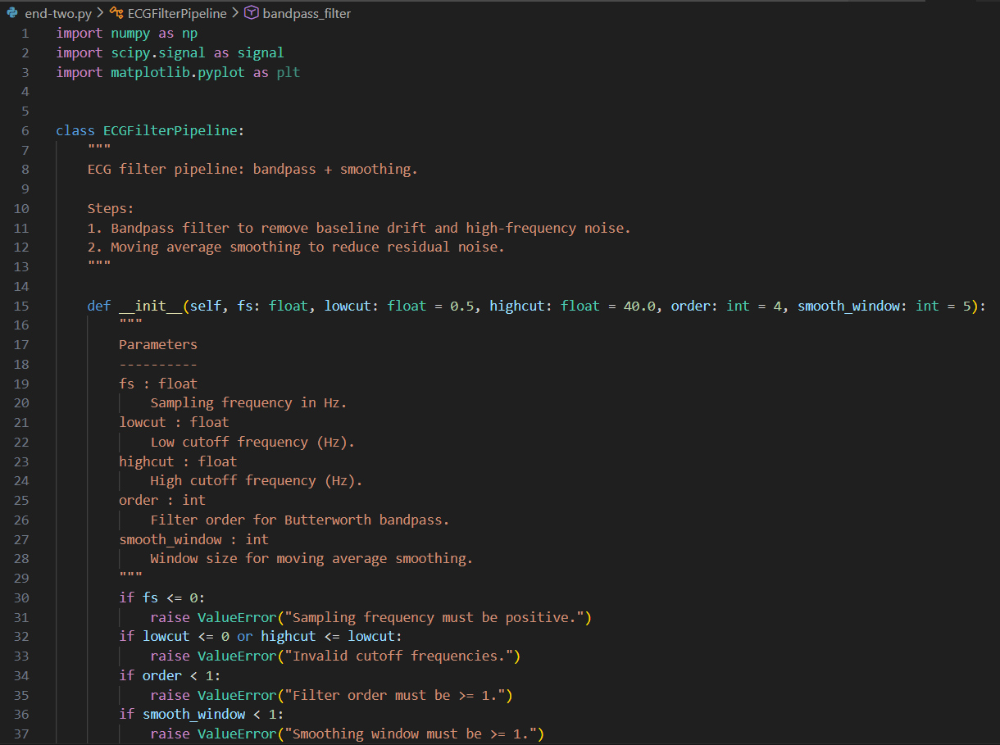 end-two.py > ECGFilterPipeline > bandpass_filter
1 import numpy as np
2 import scipy.signal as signal
3 import matplotlib.pyplot as plt
4
5
6 class ECGFilterPipeline:
7     """
8     ECG filter pipeline: bandpass + smoothing.
9
10     Steps:
11     1. Bandpass filter to remove baseline drift and high-frequency noise.
12     2. Moving average smoothing to reduce residual noise.
13     """
14
15     def __init__(self, fs: float, lowcut: float = 0.5, highcut: float = 40.0, order: int = 4, smooth_window: int = 5):
16         """
17         Parameters
18         ----------
19         fs : float
20             Sampling frequency in Hz.
21         lowcut : float
22             Low cutoff frequency (Hz).
23         highcut : float
24             High cutoff frequency (Hz).
25         order : int
26             Filter order for Butterworth bandpass.
27         smooth_window : int
28             Window size for moving average smoothing.
29         """
30         if fs <= 0:
31             raise ValueError("Sampling frequency must be positive.")
32         if lowcut <= 0 or highcut <= lowcut:
33             raise ValueError("Invalid cutoff frequencies.")
34         if order < 1:
35             raise ValueError("Filter order must be >= 1.")
36         if smooth_window < 1:
37             raise ValueError("Smoothing window must be >= 1.")